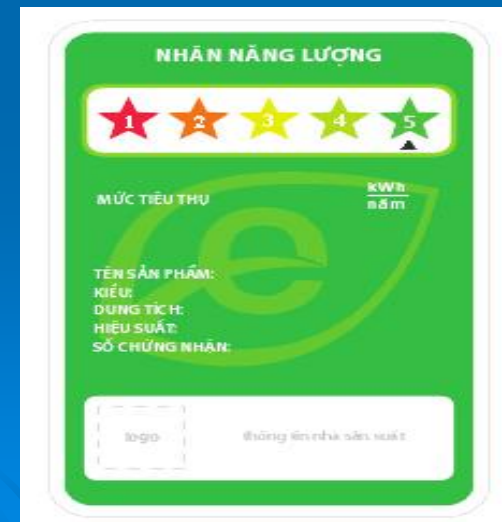 NHÃN NĂNG LƯỢNG
1 2 3 4 5
MỨC TIÊU THỤ
kWh
năm
TÊN SẢN PHẨM:
KIỂU:
DUNG TÍCH:
HIỆU SUẤT:
SỐ CHỨNG NHẬN:
logo
thông tin nhà sản xuất